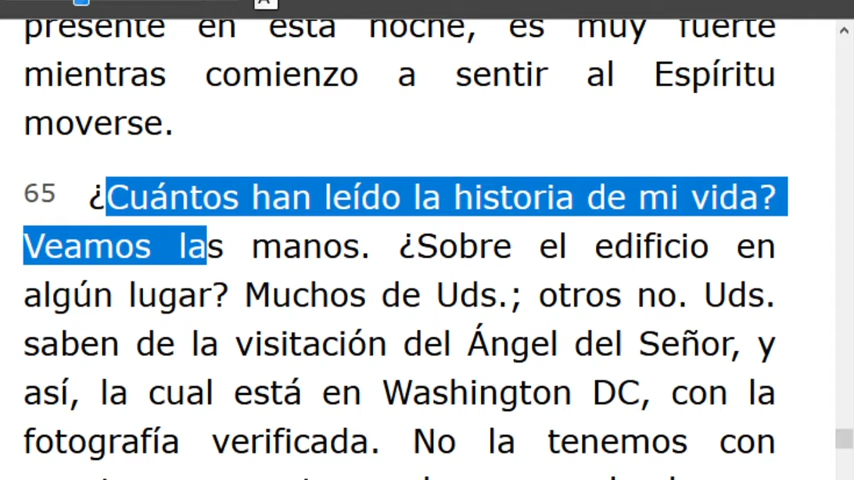 presente en esta noche, es muy fuerte
mientras comienzo a sentir al Espíritu
moverse.
65 ¿Cuántos han leído la historia de mi vida?
Veamos las manos. ¿Sobre el edificio en
algún lugar? Muchos de Uds.; otros no. Uds.
saben de la visitación del Ángel del Señor, y
así, la cual está en Washington DC, con la
fotografía verificada. No la tenemos con